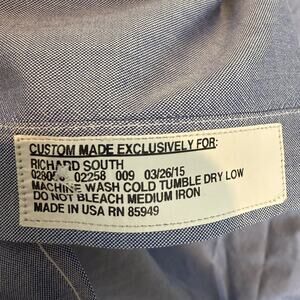 CUSTOM MADE EXCLUSIVELY FOR:
RICHARD SOUTH
02258 009 03/26/15
MACHINE WASH COLD TUMBLE DRY LOW
DO NOT BLEACH MEDIUM IRON
MADE IN USA RN 85949